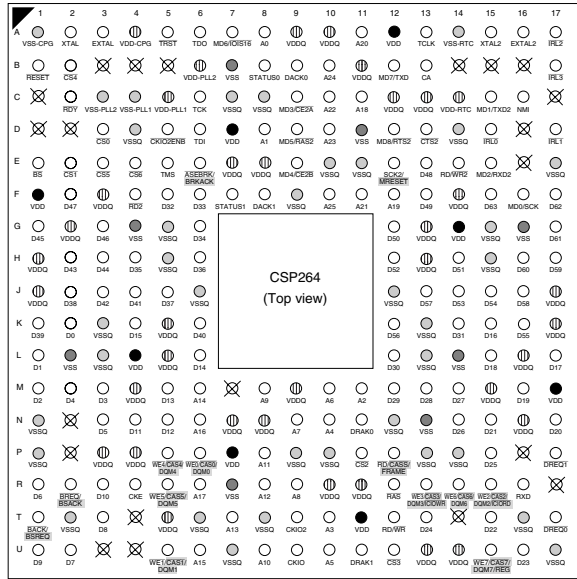 1 2 3 4 5 6 7 8 9 10 11 12 13 14 15 16 17
A
VSS-CPG XTAL EXTAL VDD-CPG TRST TDO MD6/IOIS16 A0 VDDQ VDDQ A20 VDD TCLK VSS-RTC XTAL2 EXTAL2 IRL2
B
RESET CS4 VDD-PLL2 VSS STATUS0 DACK0 A24 VDDQ MD7/TXD CA IRL3
C
RDY VSS-PLL2 VSS-PLL1 VDD-PLL1 TCK VSSQ VSSQ MD3/CE2A A22 A18 VDDQ VDDQ VDD-RTC MD1/TXD2 NMI
D
CS0 VSSQ CKIO2ENB TDI VDD A1 MD5/RAS2 A23 VSS MD8/RTS2 CTS2 VSSQ IRL0 IRL1
E
BS CS1 CS5 CS6 TMS ASEBRK/ VDDQ VDDQ MD4/CE2B VSSQ VSSQ SCK2/ D48 RD/WR2 MD2/RXD2 VSSQ
BRKACK MRESET
F
VDD D47 VDDQ RD2 D32 D33 STATUS1 DACK1 VSSQ A25 A21 A19 D49 VDDQ D63 MD0/SCK D62
G
D45 VDDQ D46 VSS VSSQ D34 D50 VDDQ VDD VSSQ VSS D61
H
VDDQ D43 D44 D35 VSSQ D36 D52 VDDQ D51 VSSQ D60 D59
CSP264
(Top view)
J
VDDQ D38 D42 D41 D37 VSSQ VSSQ D57 D53 D54 D58 VDDQ
K
D39 D0 VSSQ D15 VDDQ D40 D56 VSSQ D31 D16 D55 VDDQ
L
D1 VSS VSSQ VDD VDDQ D14 D30 VSSQ VSS VSSQ D18 D17
M
D2 D4 D3 VDDQ D13 A14 A9 VDDQ A6 A2 D29 D28 D27 VDDQ D19 VDD
N
VSSQ D5 D11 D12 A16 VDDQ VDDQ A7 A4 DRAK0 VSSQ VSS D26 D21 VDDQ D20
P
VSSQ VDDQ VDDQ WE4/CAS4/ WE0/CAS0/ VDD A11 VSSQ VSSQ CS2 RD/CASS/ VSSQ VSSQ D25 DREQ1
DQM4 DQM0 FRAME
R
D6 BREQ/ D10 CKE WE5/CAS5/ A17 VSS A12 A8 VDDQ VDDQ RAS WE3/CAS3/ WE6/CAS6/ WE2/CAS2/ RXD
BSACK DQM5 DQM3/ICIOWR DQM6 DQM2/ICIORD
T
BACK/ VSSQ D8 VDDQ VSSQ A13 VSSQ CKIO2 A3 VDD RD/WR D24 D22 VSSQ DREQ0
BSREQ
U
D9 D7 WE1/CAS1/ A15 VSSQ A10 CKIO A5 DRAK1 CS3 VDDQ VDDQ WE7/CAS7/ D23 VSSQ
DQM1 DQM7/REG